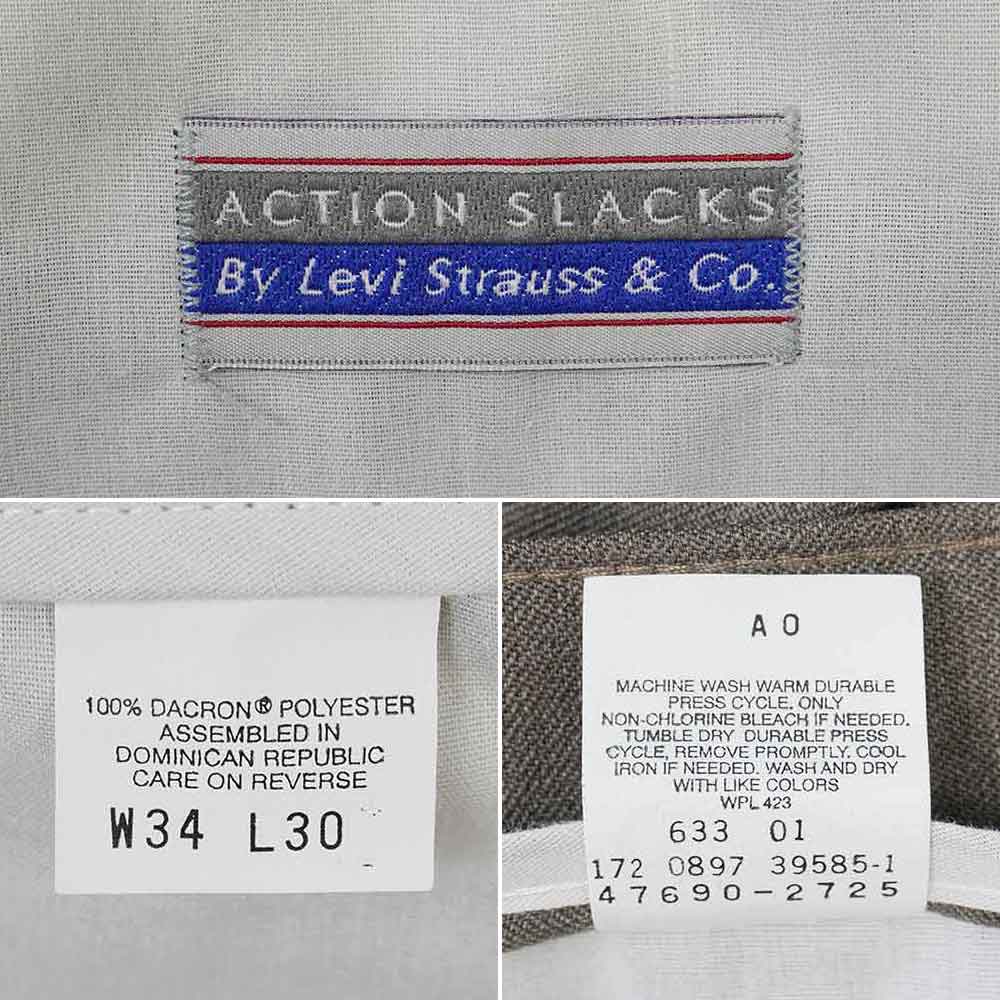 ACTION SLACKS
By Levi Strauss & Co.
100% DACRON® POLYESTER
ASSEMBLED IN
DOMINICAN REPUBLIC
CARE ON REVERSE
W34 L30
A 0
MACHINE WASH WARM DURABLE
PRESS CYCLE, ONLY
NON-CHLORINE BLEACH IF NEEDED.
TUMBLE DRY DURABLE PRESS
CYCLE, REMOVE PROMPTLY. COOL
IRON IF NEEDED. WASH AND DRY
WITH LIKE COLORS
WPL 423
633 01
172 0897 39585-1
47690-2725